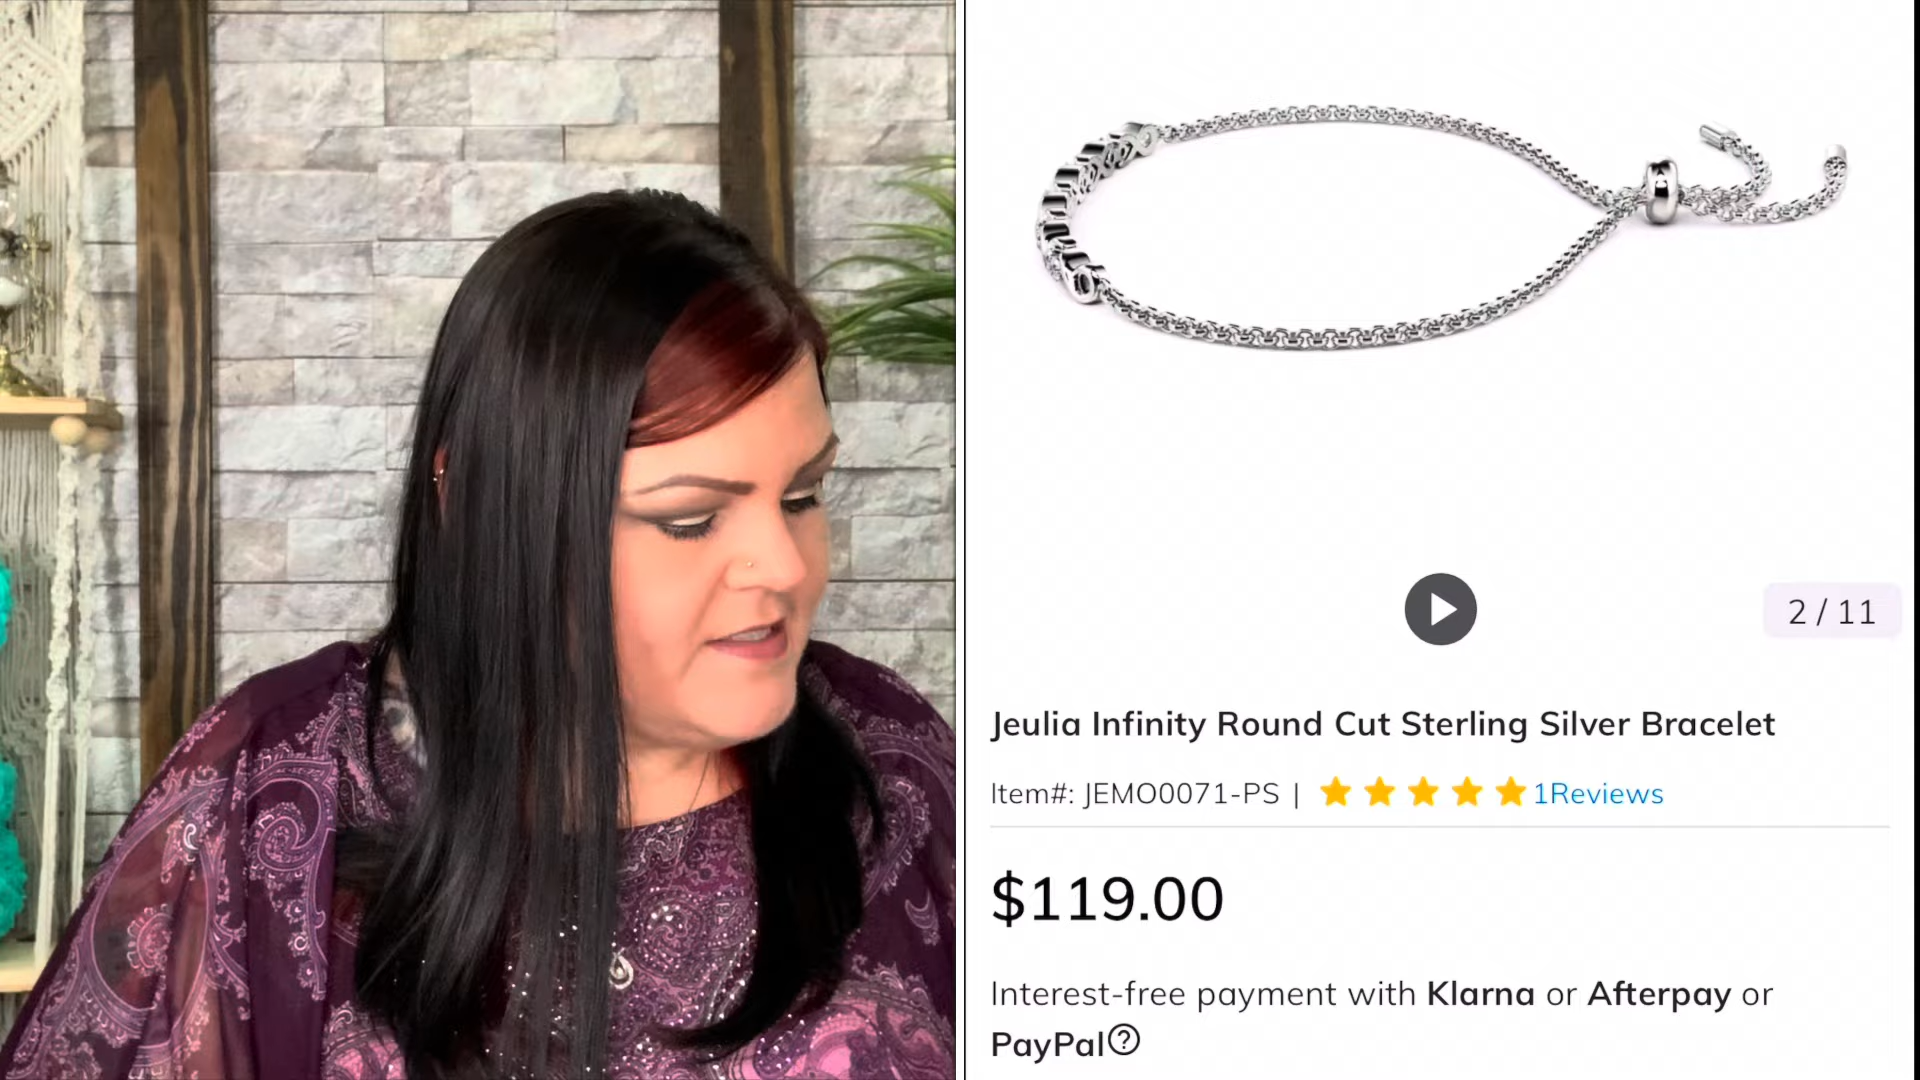 2 / 11
Jeulia Infinity Round Cut Sterling Silver Bracelet
Item#: JEMO0071-PS | 1Reviews
$119.00
Interest-free payment with Klarna or Afterpay or
PayPal?